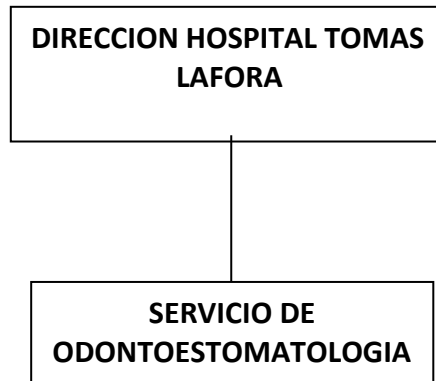 DIRECCION HOSPITAL TOMAS
LAFORA
SERVICIO DE
ODONTOESTOMATOLOGIA